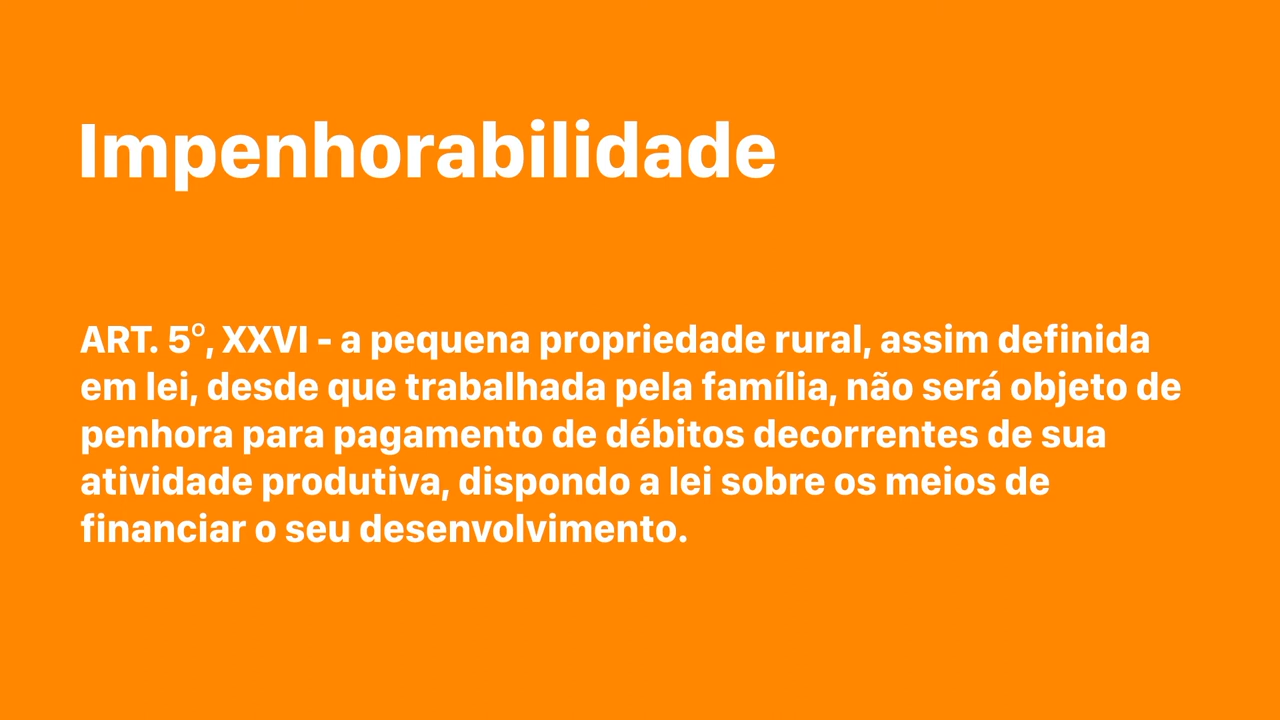 Impenhorabilidade
ART. 5º, XXVI - a pequena propriedade rural, assim definida
em lei, desde que trabalhada pela família, não será objeto de
penhora para pagamento de débitos decorrentes de sua
atividade produtiva, dispondo a lei sobre os meios de
financiar o seu desenvolvimento.